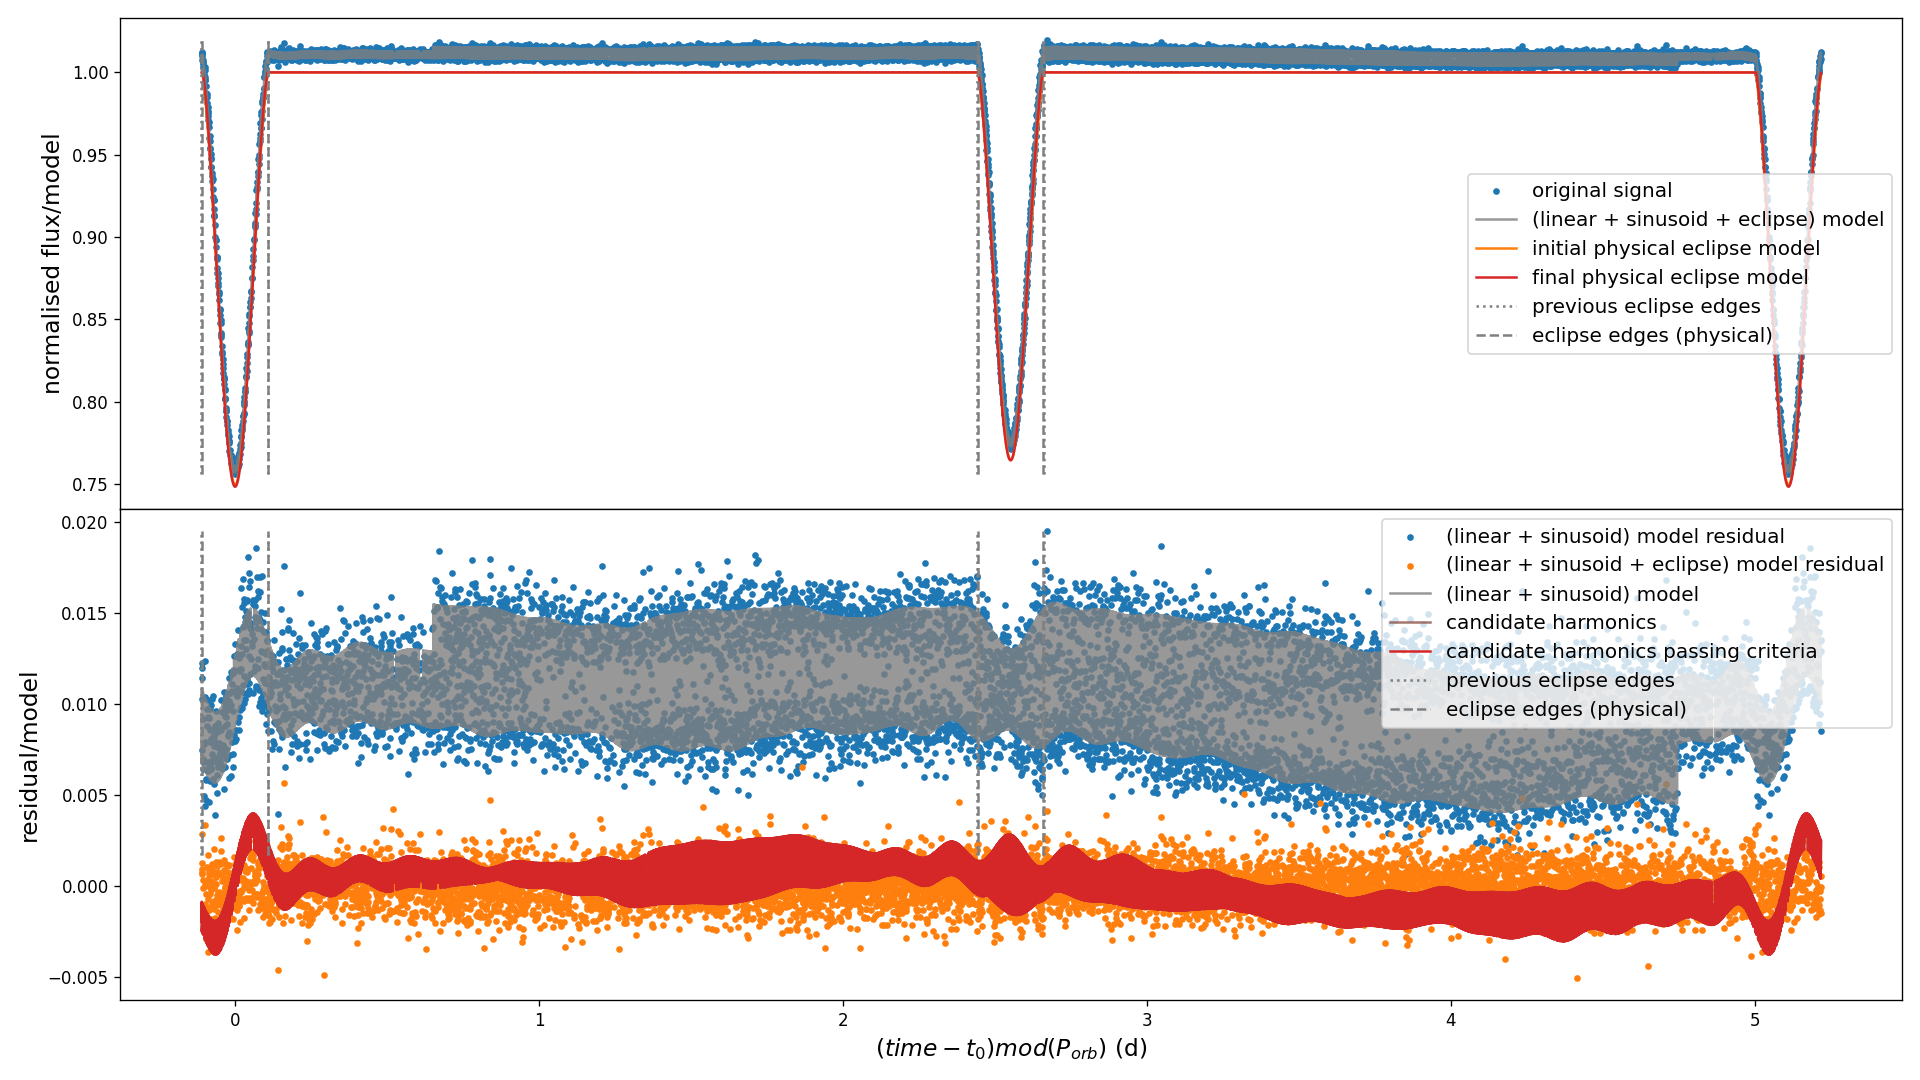 normalised flux/model
1.00
0.95
0.90
0.85
0.80
0.75
original signal
(linear + sinusoid + eclipse) model
initial physical eclipse model
final physical eclipse model
previous eclipse edges
eclipse edges (physical)
residual/model
0.020
0.015
0.010
0.005
0.000
−0.005
(linear + sinusoid) model residual
(linear + sinusoid + eclipse) model residual
(linear + sinusoid) model
candidate harmonics
candidate harmonics passing criteria
previous eclipse edges
eclipse edges (physical)
0 1 2 3 4 5
(time − t₀)mod(Pₒᵣb) (d)